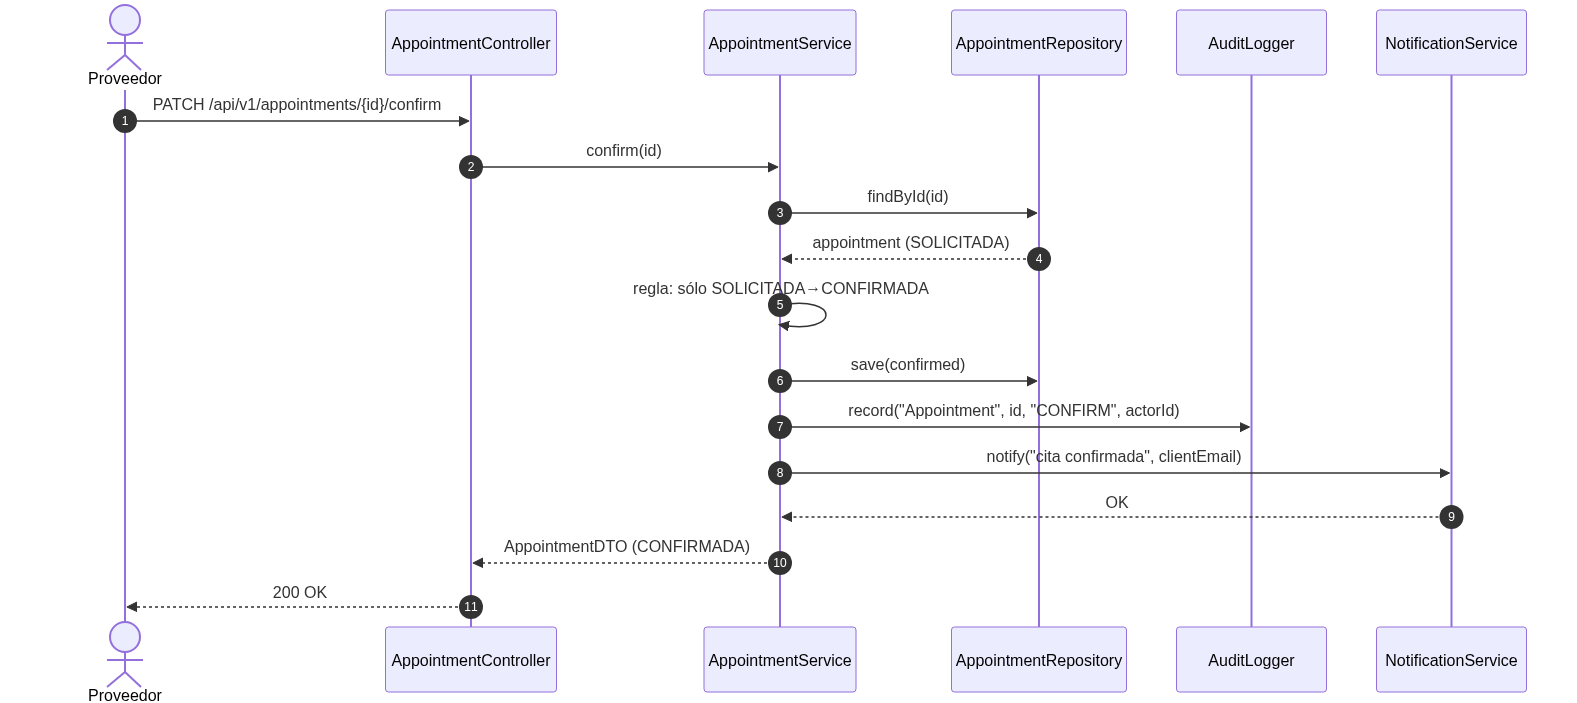 Proveedor
AppointmentController
AppointmentService
AppointmentRepository
AuditLogger
NotificationService
PATCH /api/v1/appointments/{id}/confirm
1
confirm(id)
2
findById(id)
3
appointment (SOLICITADA)
4
regla: sólo SOLICITADA→CONFIRMADA
5
save(confirmed)
6
record("Appointment", id, "CONFIRM", actorId)
7
notify("cita confirmada", clientEmail)
8
OK
9
AppointmentDTO (CONFIRMADA)
10
200 OK
11
Proveedor
AppointmentController
AppointmentService
AppointmentRepository
AuditLogger
NotificationService